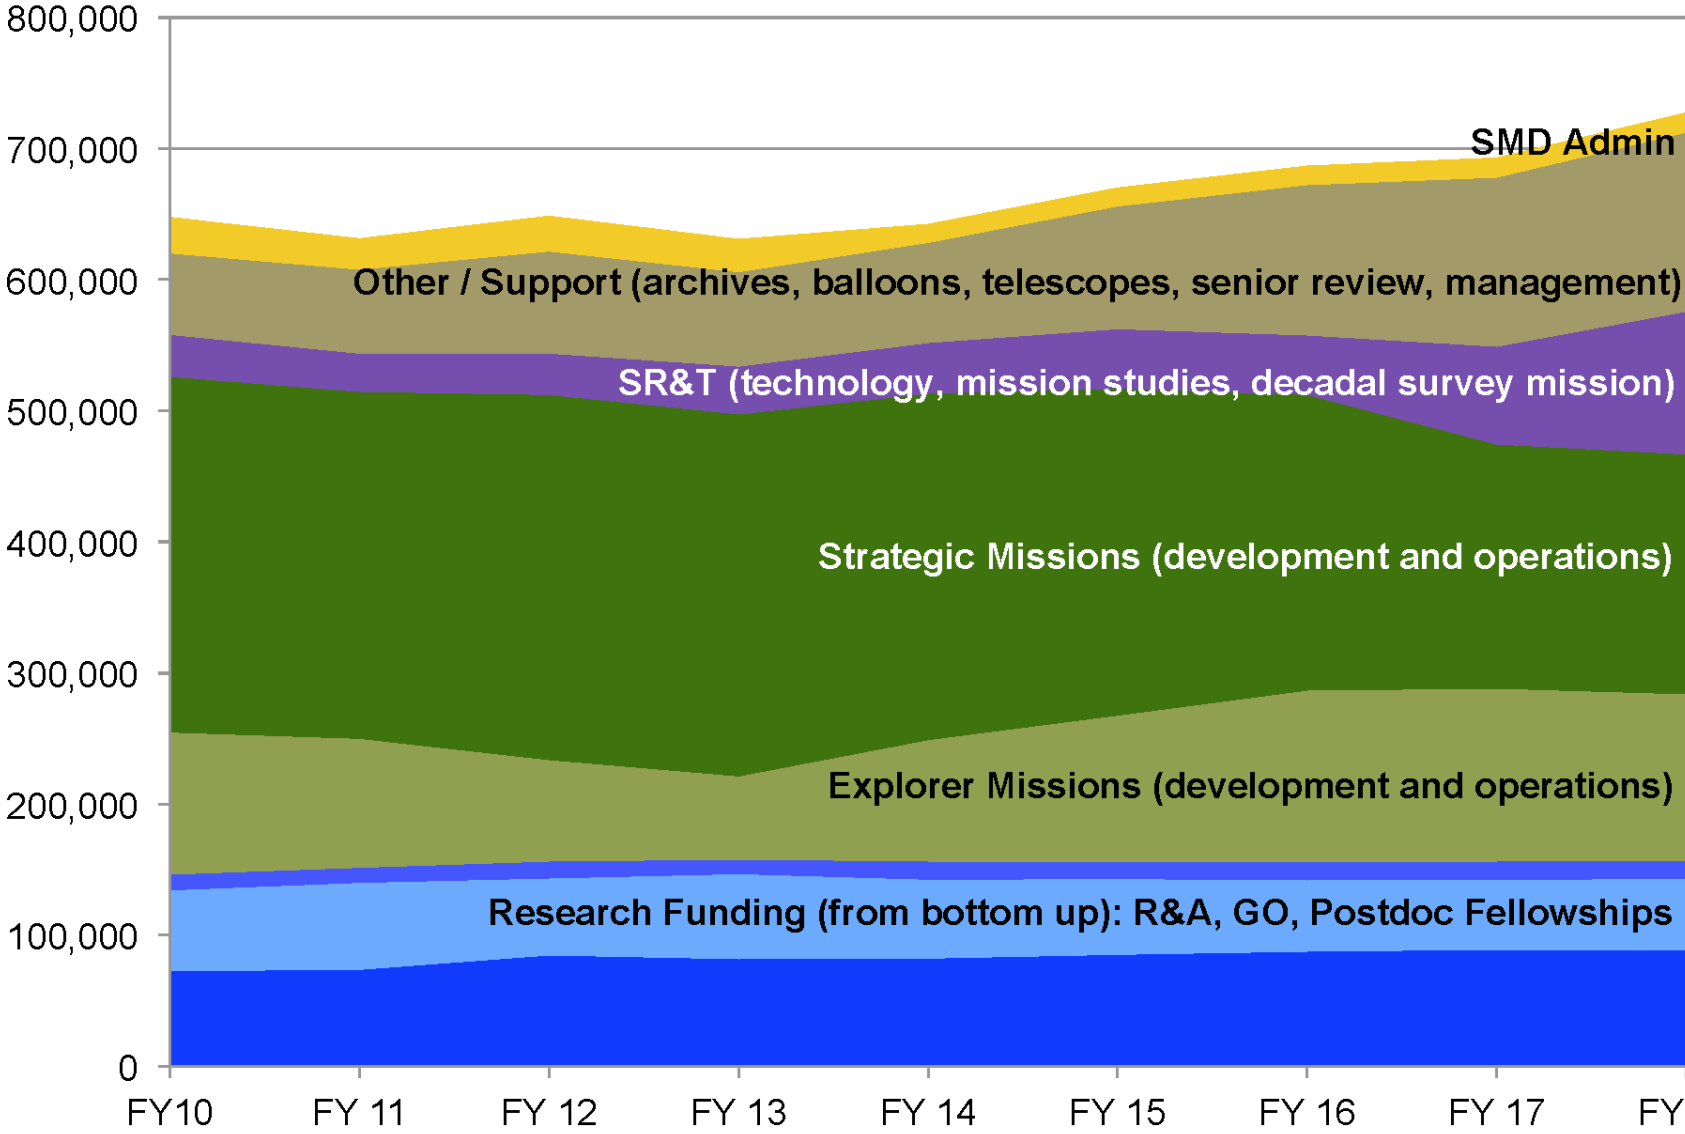 800,000
700,000
600,000
500,000
400,000
300,000
200,000
100,000
0
SMD Admin
Other / Support (archives, balloons, telescopes, senior review, management)
SR&T (technology, mission studies, decadal survey mission)
Strategic Missions (development and operations)
Explorer Missions (development and operations)
Research Funding (from bottom up): R&A, GO, Postdoc Fellowships
FY10 FY 11 FY 12 FY 13 FY 14 FY 15 FY 16 FY 17 FY